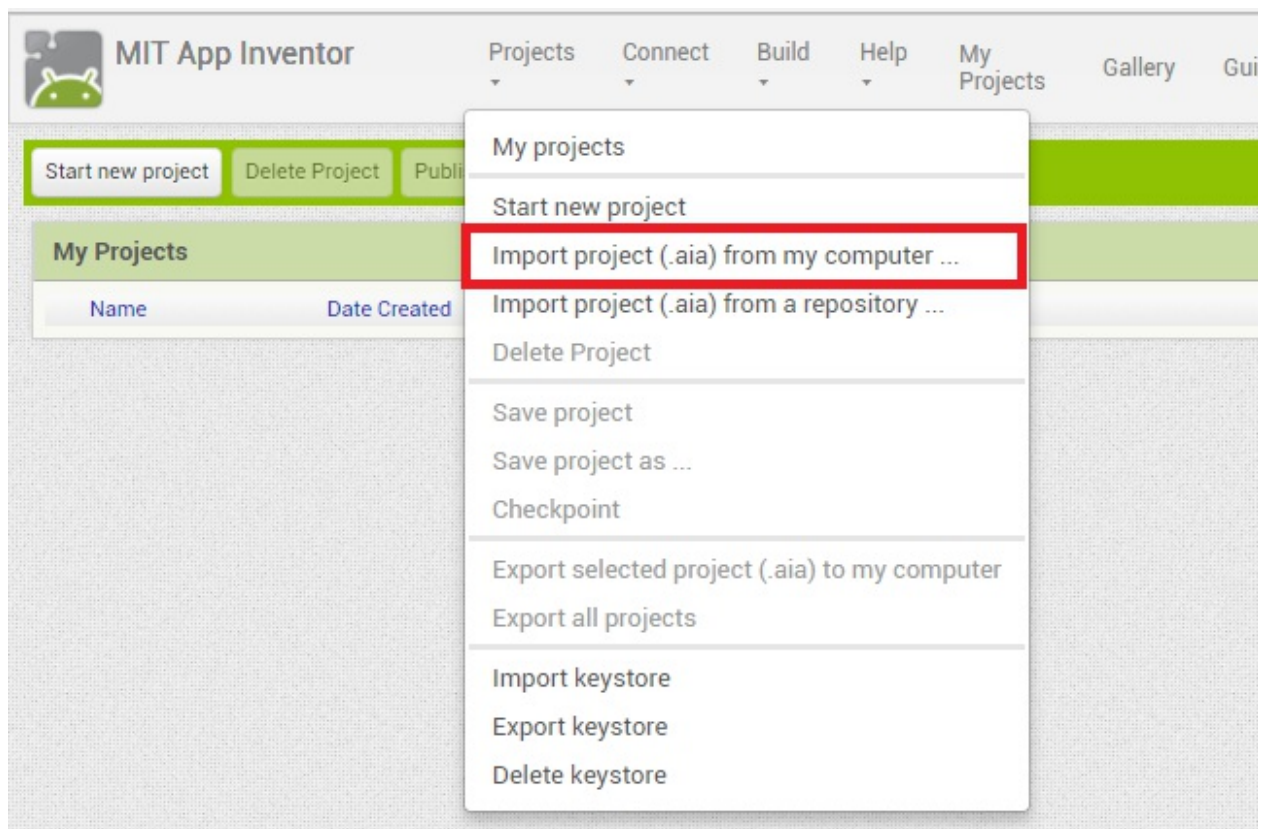 MIT App Inventor
Projects
Connect
Build
Help
My
Projects
Gallery
Gui
Start new project
Delete Project
Publi
My Projects
Name
Date Created
My projects
Start new project
Import project (.aia) from my computer ...
Import project (.aia) from a repository ...
Delete Project
Save project
Save project as ...
Checkpoint
Export selected project (.aia) to my computer
Export all projects
Import keystore
Export keystore
Delete keystore